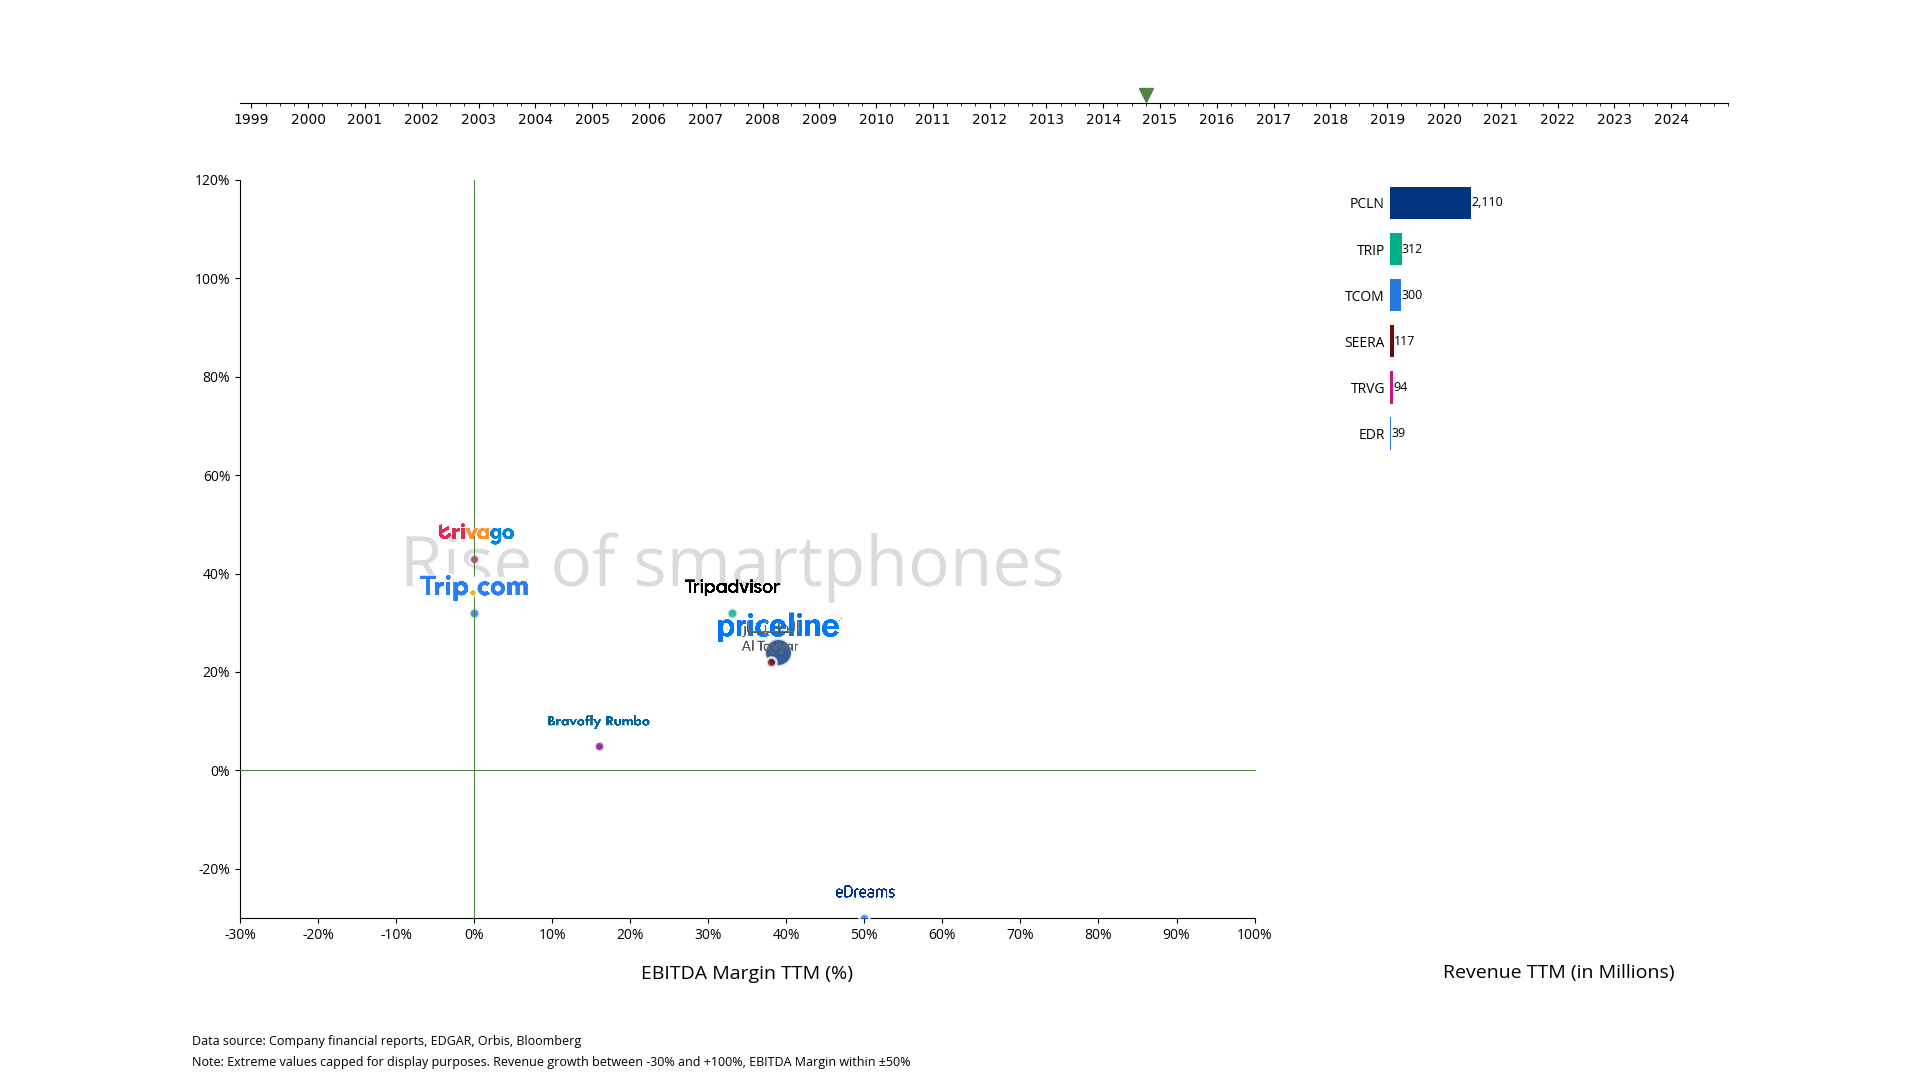 1999 2000 2001 2002 2003 2004 2005 2006 2007 2008 2009 2010 2011 2012 2013 2014 2015 2016 2017 2018 2019 2020 2021 2022 2023 2024
120%
100%
80%
60%
40%
20%
0%
-20%
Rise of smartphones
trivago
Trip.com
Tripadvisor
priceline
Bravofly Rumbo
eDreams
-30% -20% -10% 0% 10% 20% 30% 40% 50% 60% 70% 80% 90% 100%
EBITDA Margin TTM (%)
PCLN 2,110
TRIP 312
TCOM 300
SEERA 117
TRVG 94
EDR 39
Revenue TTM (in Millions)
Data source: Company financial reports, EDGAR, Orbis, Bloomberg
Note: Extreme values capped for display purposes. Revenue growth between -30% and +100%, EBITDA Margin within ±50%